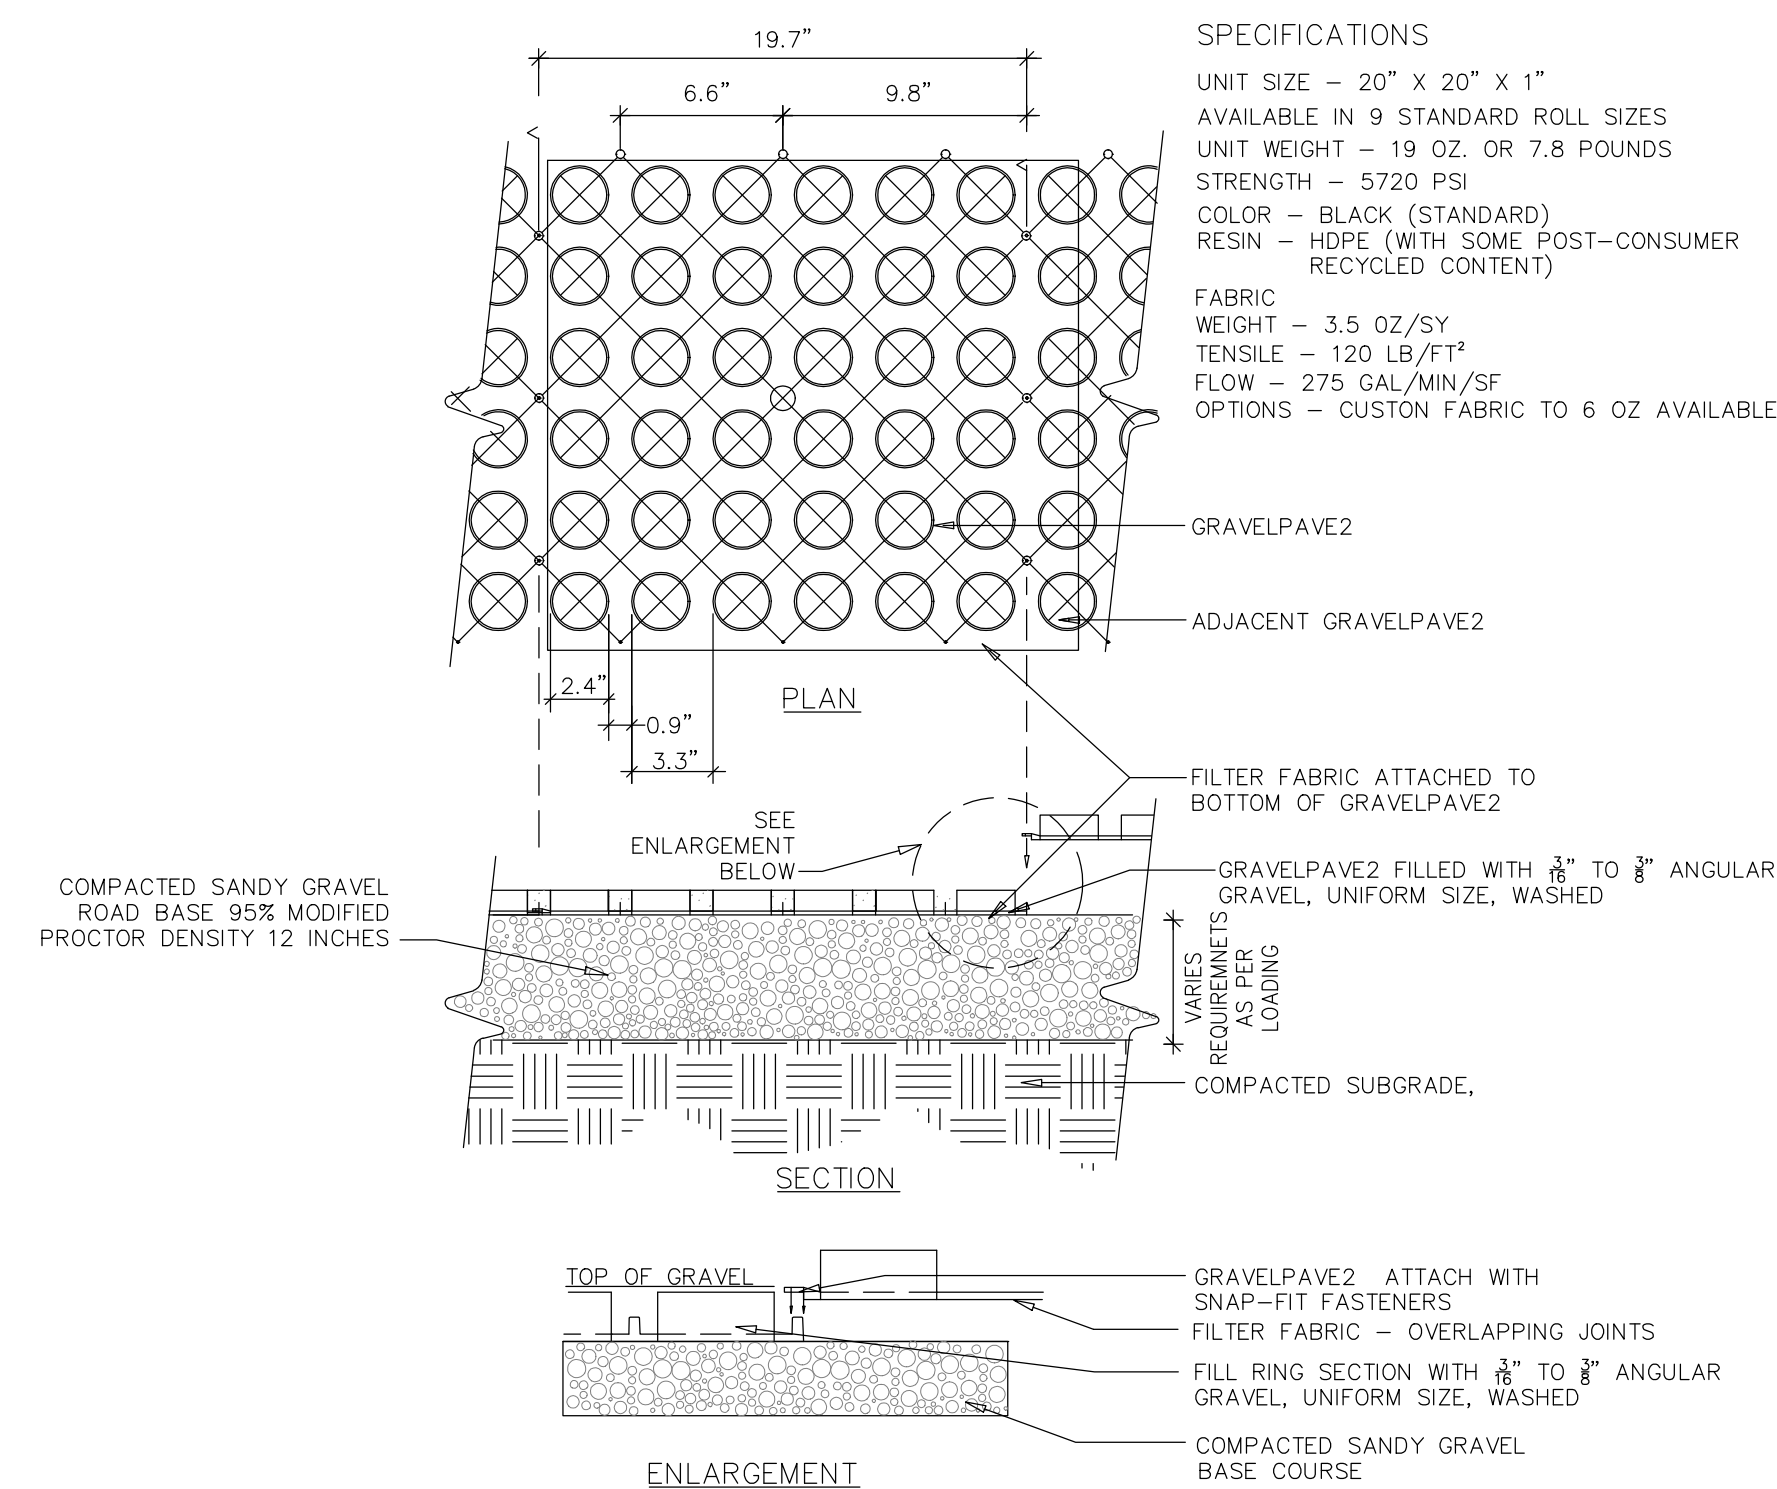 19.7"
6.6"
9.8"
SPECIFICATIONS
UNIT SIZE – 20" X 20" X 1"
AVAILABLE IN 9 STANDARD ROLL SIZES
UNIT WEIGHT – 19 OZ. OR 7.8 POUNDS
STRENGTH – 5720 PSI
COLOR – BLACK (STANDARD)
RESIN – HDPE (WITH SOME POST–CONSUMER
RECYCLED CONTENT)
FABRIC
WEIGHT – 3.5 OZ/SY
TENSILE – 120 LB/FT²
FLOW – 275 GAL/MIN/SF
OPTIONS – CUSTON FABRIC TO 6 OZ AVAILABLE
GRAVELPAVE2
ADJACENT GRAVELPAVE2
2.4"
0.9"
3.3"
PLAN
FILTER FABRIC ATTACHED TO
BOTTOM OF GRAVELPAVE2
SEE
ENLARGEMENT
BELOW
GRAVELPAVE2 FILLED WITH 3/16" TO 3/8" ANGULAR
GRAVEL, UNIFORM SIZE, WASHED
COMPACTED SANDY GRAVEL
ROAD BASE 95% MODIFIED
PROCTOR DENSITY 12 INCHES
VARIES
REQUIREMNETS
AS PER
LOADING
COMPACTED SUBGRADE,
SECTION
TOP OF GRAVEL
GRAVELPAVE2 ATTACH WITH
SNAP–FIT FASTENERS
FILTER FABRIC – OVERLAPPING JOINTS
FILL RING SECTION WITH 3/16" TO 3/8" ANGULAR
GRAVEL, UNIFORM SIZE, WASHED
COMPACTED SANDY GRAVEL
BASE COURSE
ENLARGEMENT